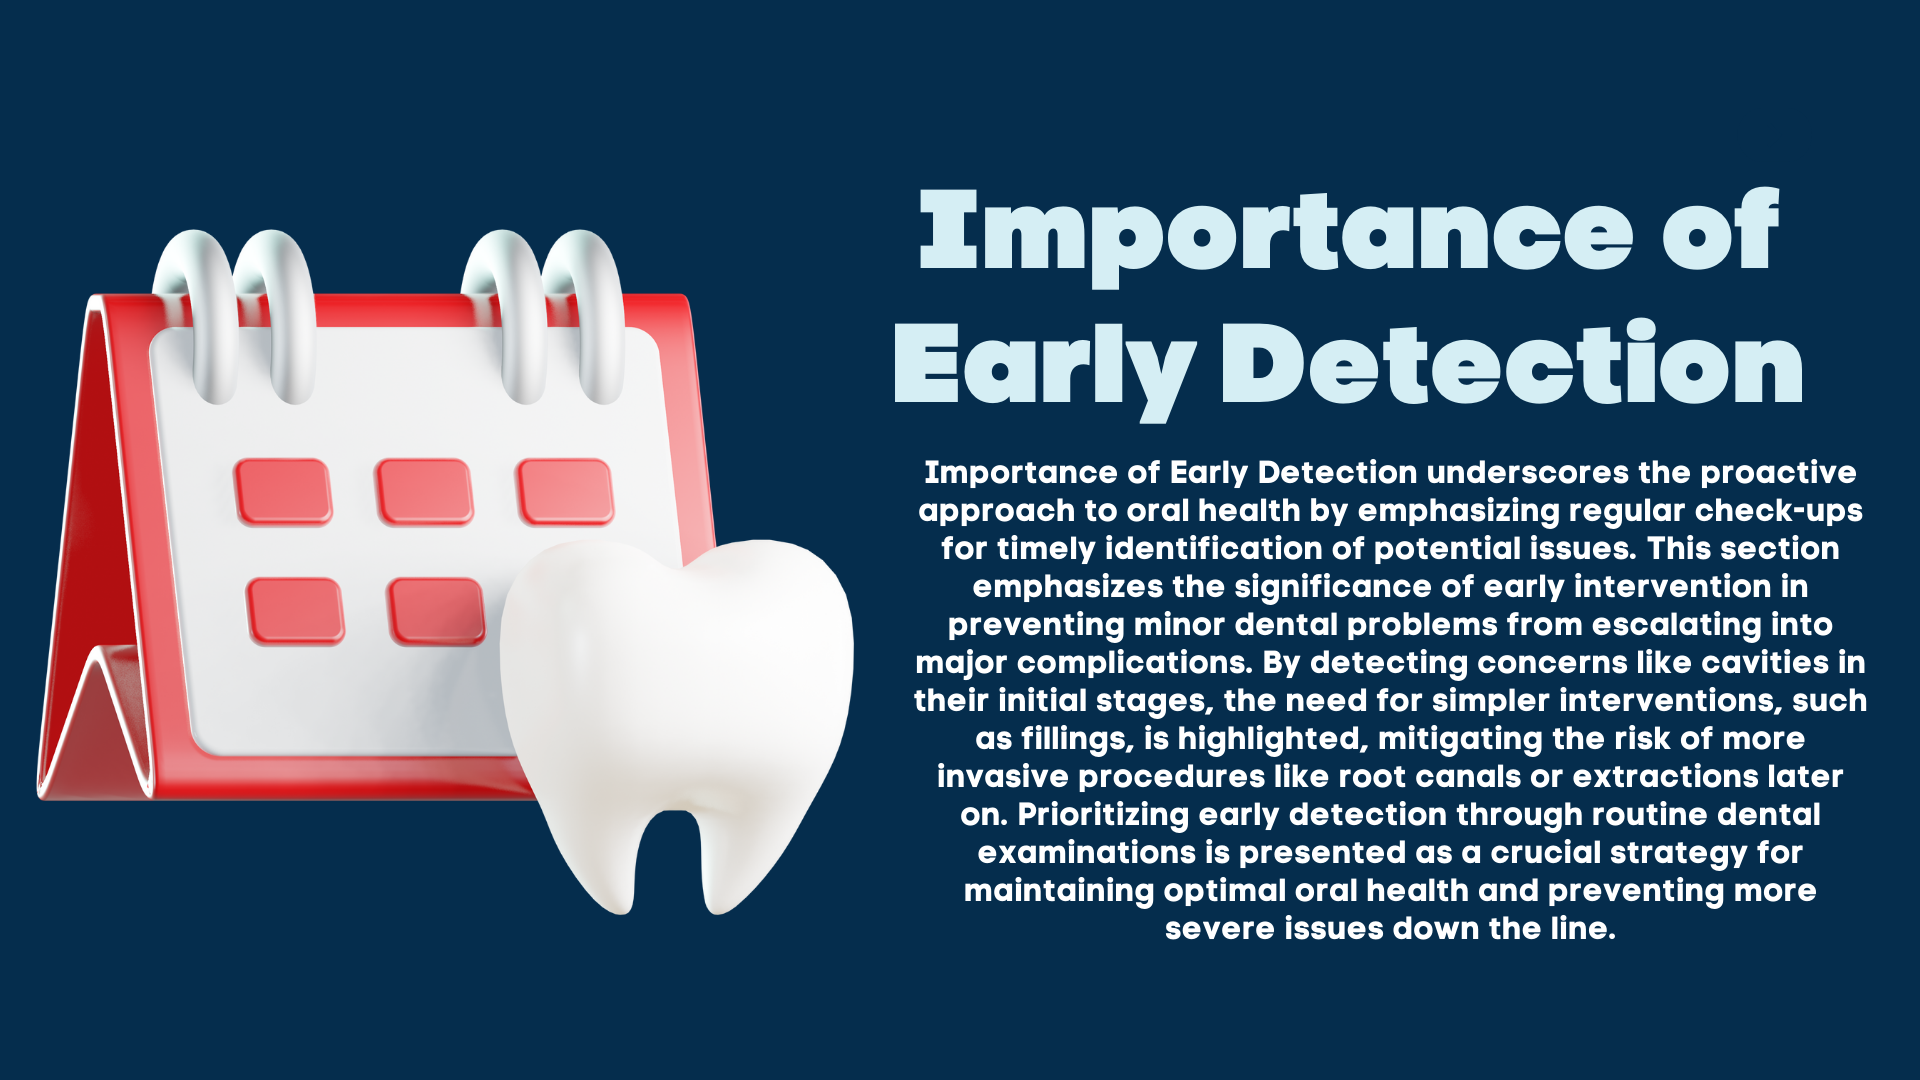 Importance of
Early Detection
Importance of Early Detection underscores the proactive
approach to oral health by emphasizing regular check-ups
for timely identification of potential issues. This section
emphasizes the significance of early intervention in
preventing minor dental problems from escalating into
major complications. By detecting concerns like cavities in
their initial stages, the need for simpler interventions, such
as fillings, is highlighted, mitigating the risk of more
invasive procedures like root canals or extractions later
on. Prioritizing early detection through routine dental
examinations is presented as a crucial strategy for
maintaining optimal oral health and preventing more
severe issues down the line.